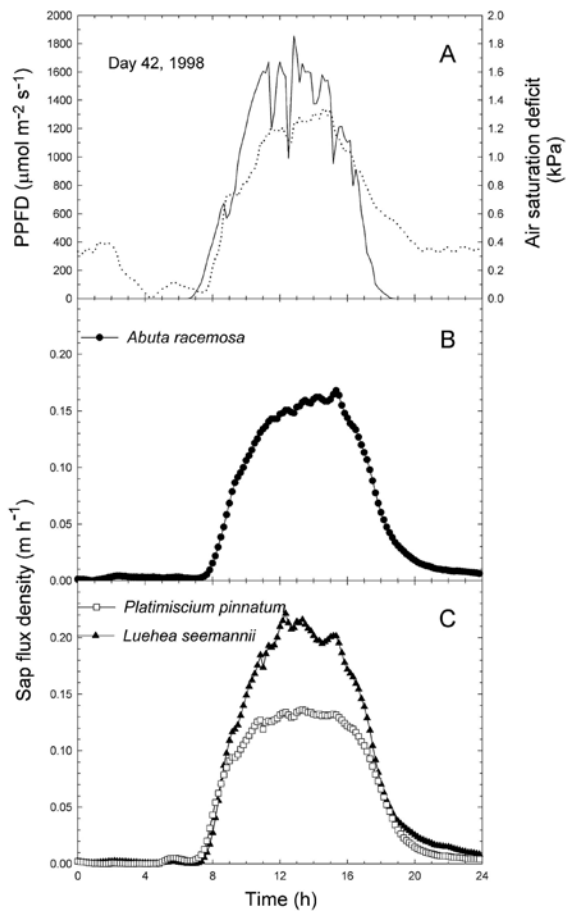 A
Day 42, 1998
PPFD (μmol m⁻² s⁻¹)
2000
1800
1600
1400
1200
1000
800
600
400
200
0
2.0
1.8
1.6
1.4
1.2
1.0
0.8
0.6
0.4
0.2
0.0
Air saturation deficit
(kPa)
B
Abuta racemosa
0.20
0.15
0.10
0.05
0.00
Sap flux density (m h⁻¹)
C
Platimiscium pinnatum
Luehea seemannii
0.20
0.15
0.10
0.05
0.00
0 4 8 12 16 20 24
Time (h)